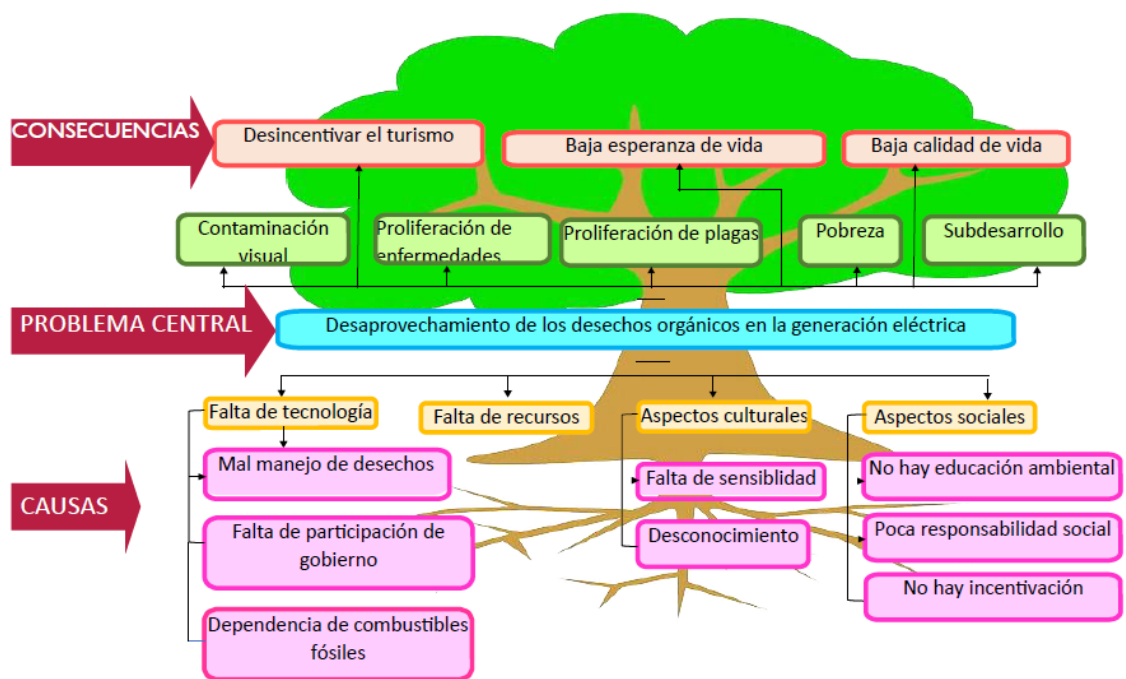 CONSECUENCIAS
Desincentivar el turismo
Baja esperanza de vida
Baja calidad de vida
Contaminación
visual
Proliferación de
enfermedades
Proliferación de plagas
Pobreza
Subdesarrollo
PROBLEMA CENTRAL
Desaprovechamiento de los desechos orgánicos en la generación eléctrica
Falta de tecnología
Falta de recursos
Aspectos culturales
Aspectos sociales
CAUSAS
Mal manejo de desechos
Falta de participación de
gobierno
Dependencia de combustibles
fósiles
Falta de sensiblidad
Desconocimiento
No hay educación ambiental
Poca responsabilidad social
No hay incentivación